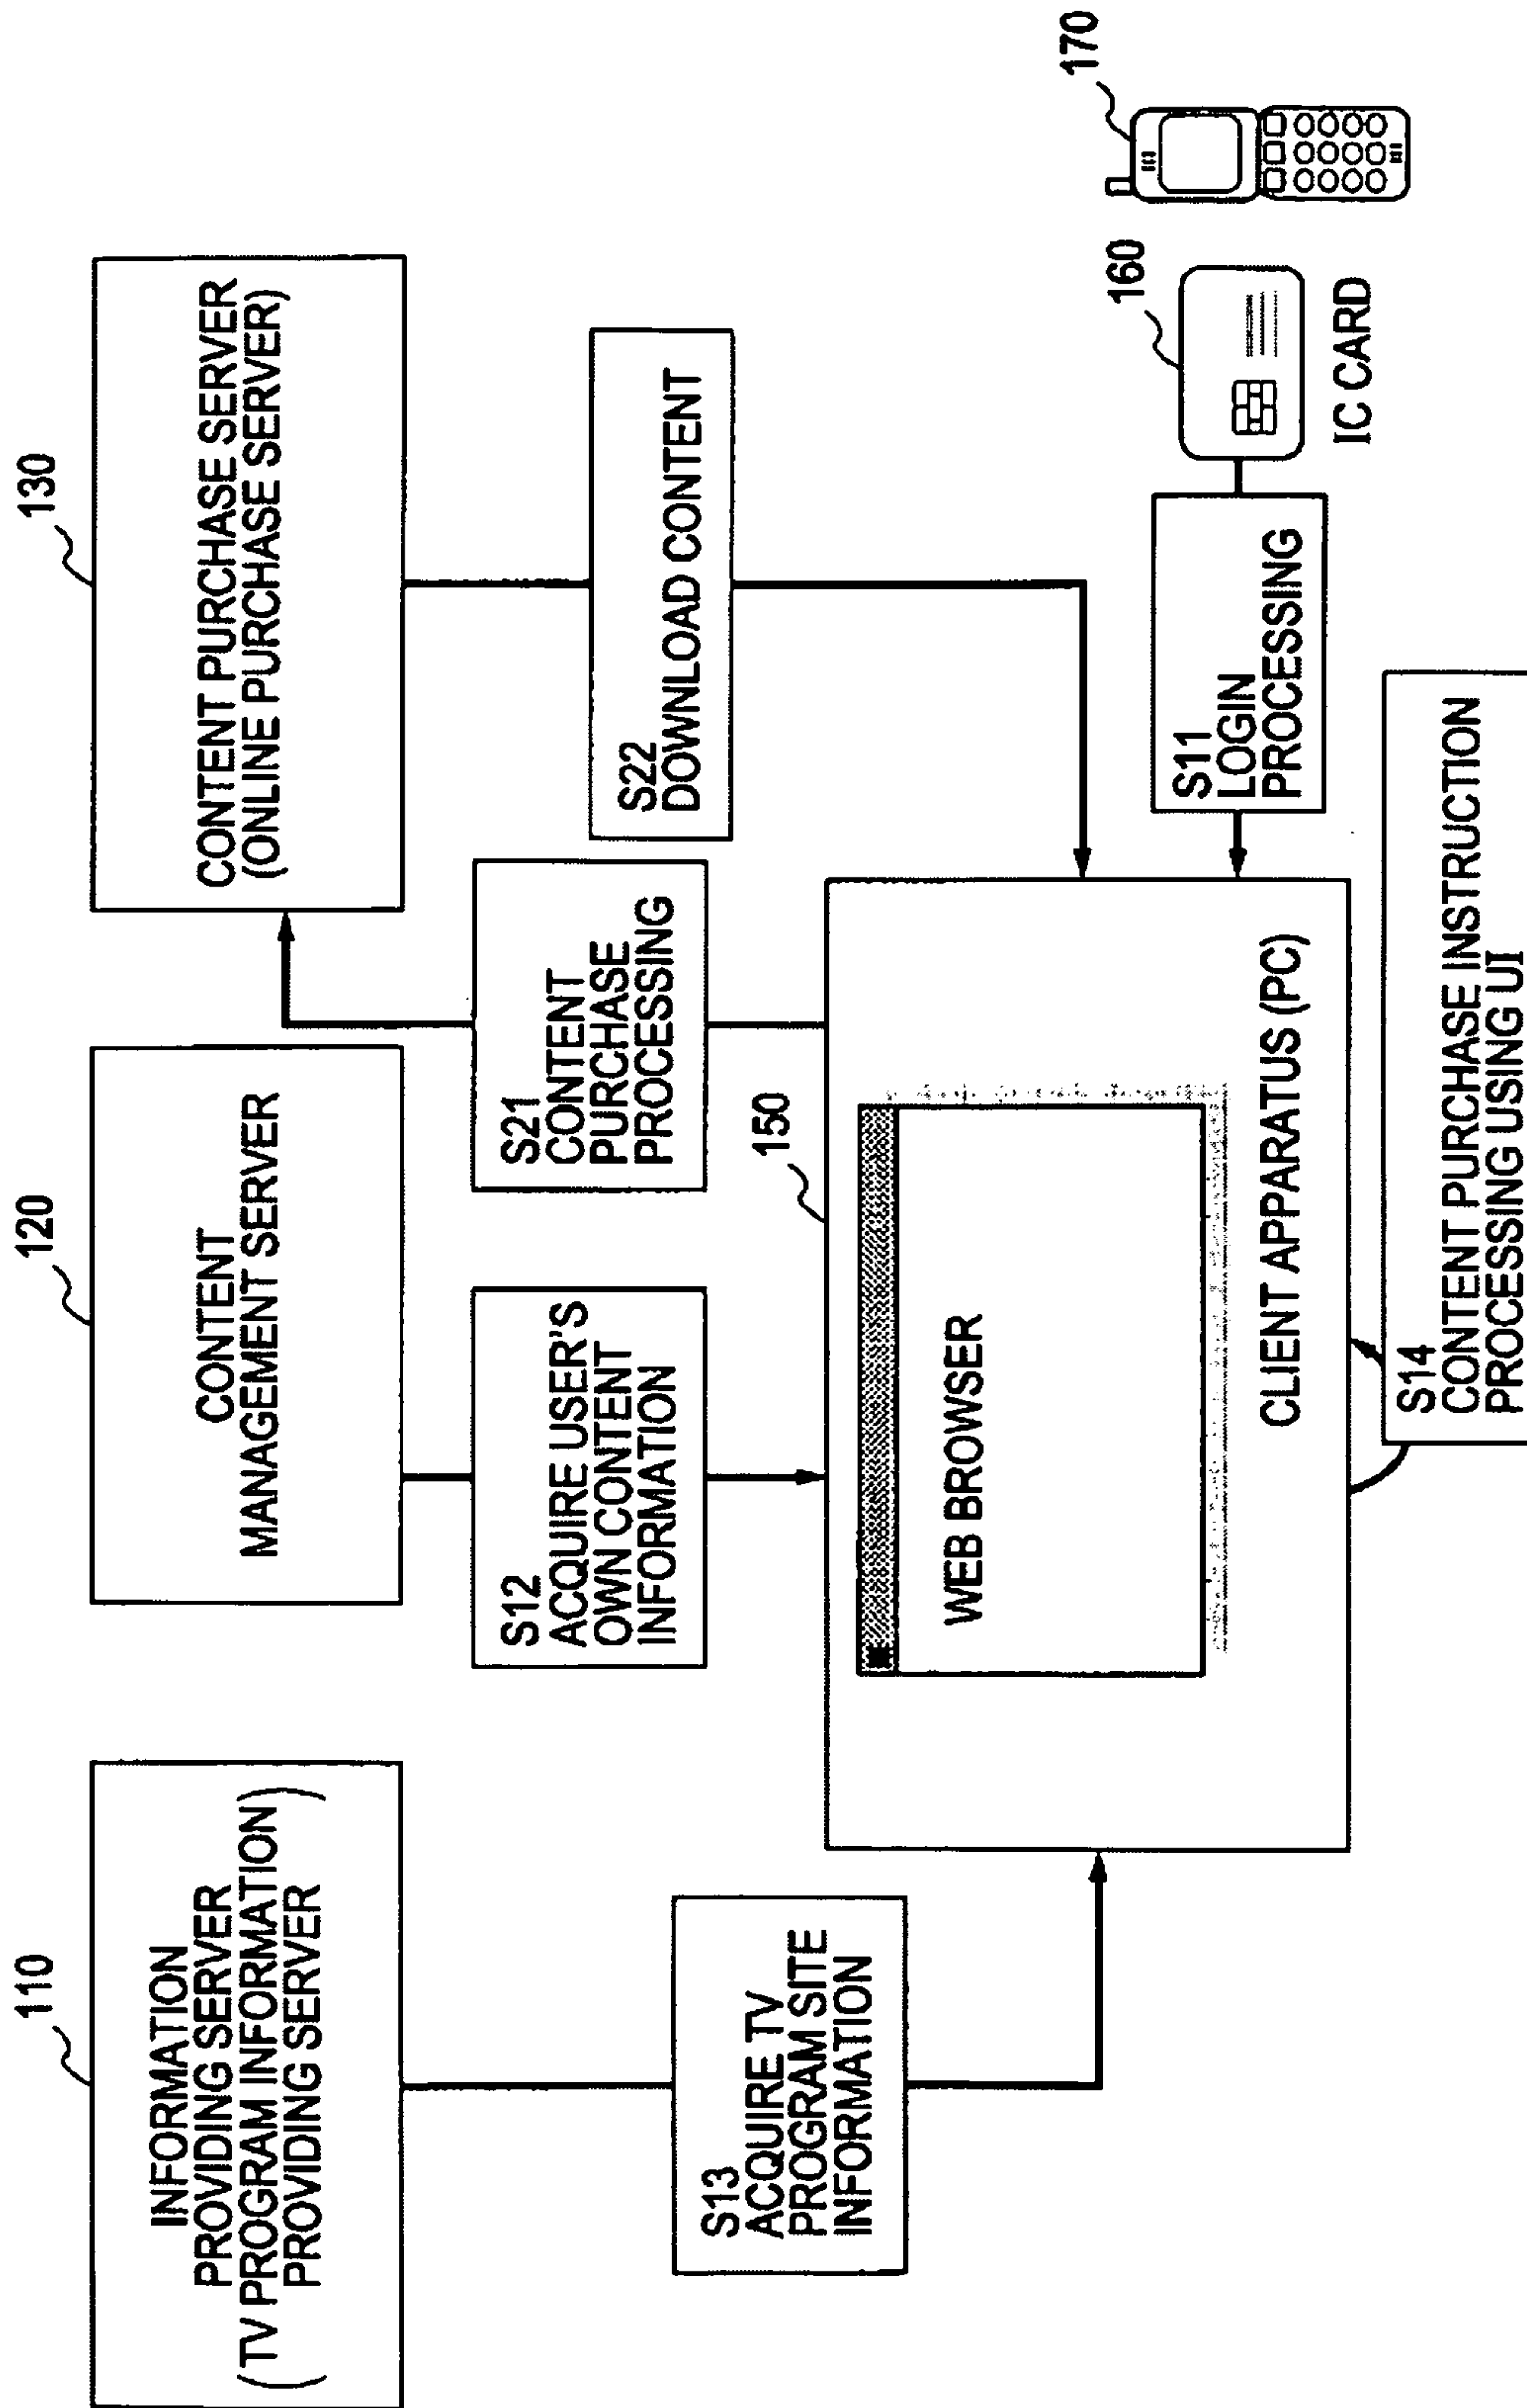 110
INFORMATION
PROVIDING SERVER
(TV PROGRAM INFORMATION)
PROVIDING SERVER
120
CONTENT
MANAGEMENT SERVER
130
CONTENT PURCHASE SERVER
(ONLINE PURCHASE SERVER)
S13
ACQUIRE TV
PROGRAM SITE
INFORMATION
S12
ACQUIRE USER'S
OWN CONTENT
INFORMATION
S21
CONTENT
PURCHASE
PROCESSING
S22
DOWNLOAD CONTENT
150
WEB BROWSER
CLIENT APPARATUS (PC)
S11
LOGIN
PROCESSING
160
IC CARD
170
S14
CONTENT PURCHASE INSTRUCTION
PROCESSING USING UI